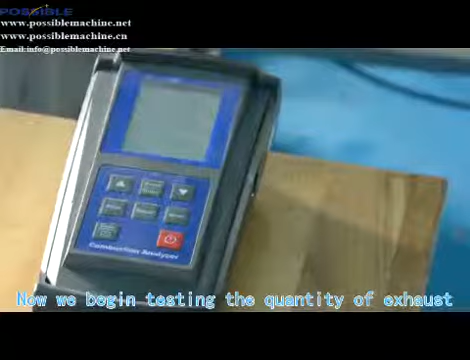 POSSIBLE
www.possiblemachine.net
www.possiblemachine.cn
Email:info@possiblemachine.net
Combustion Analyzer
Now we begin testing the quantity of exhaust